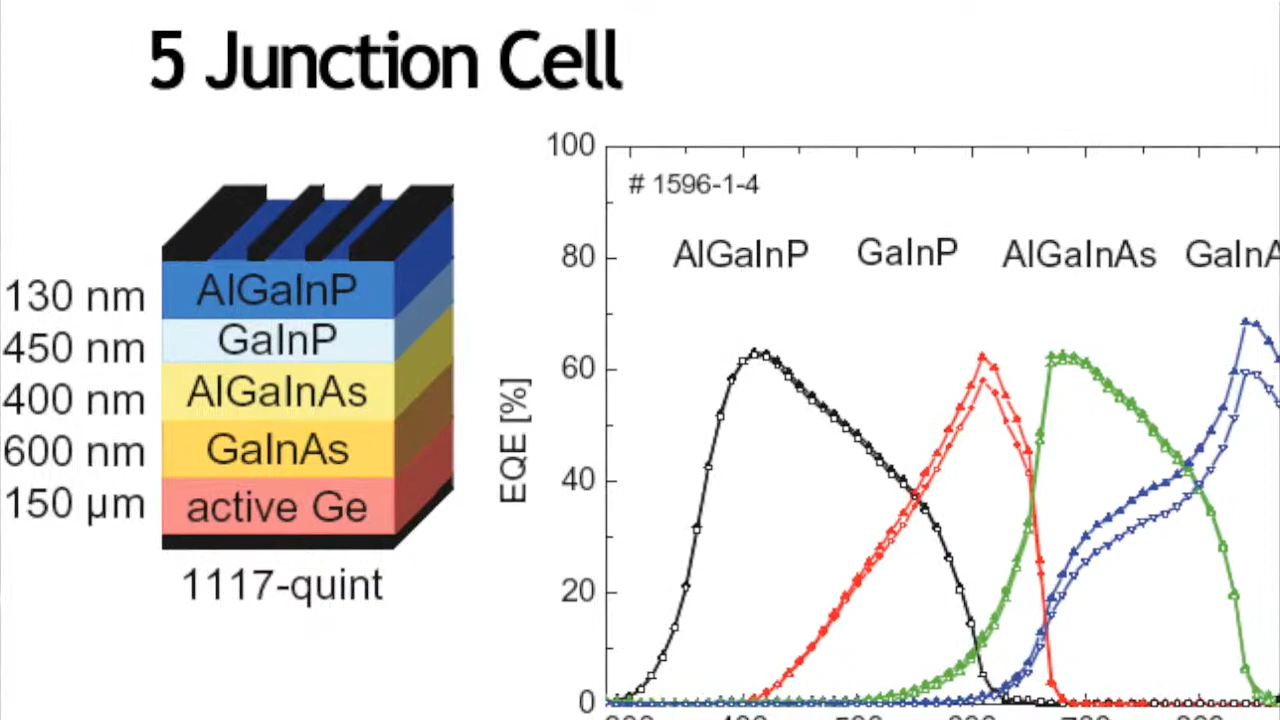 5 Junction Cell
130 nm
450 nm
400 nm
600 nm
150 µm
AlGaInP
GaInP
AlGaInAs
GaInAs
active Ge
1117-quint
EQE [%]
100
80
60
40
20
0
# 1596-1-4
AlGaInP
GaInP
AlGaInAs
GaInA